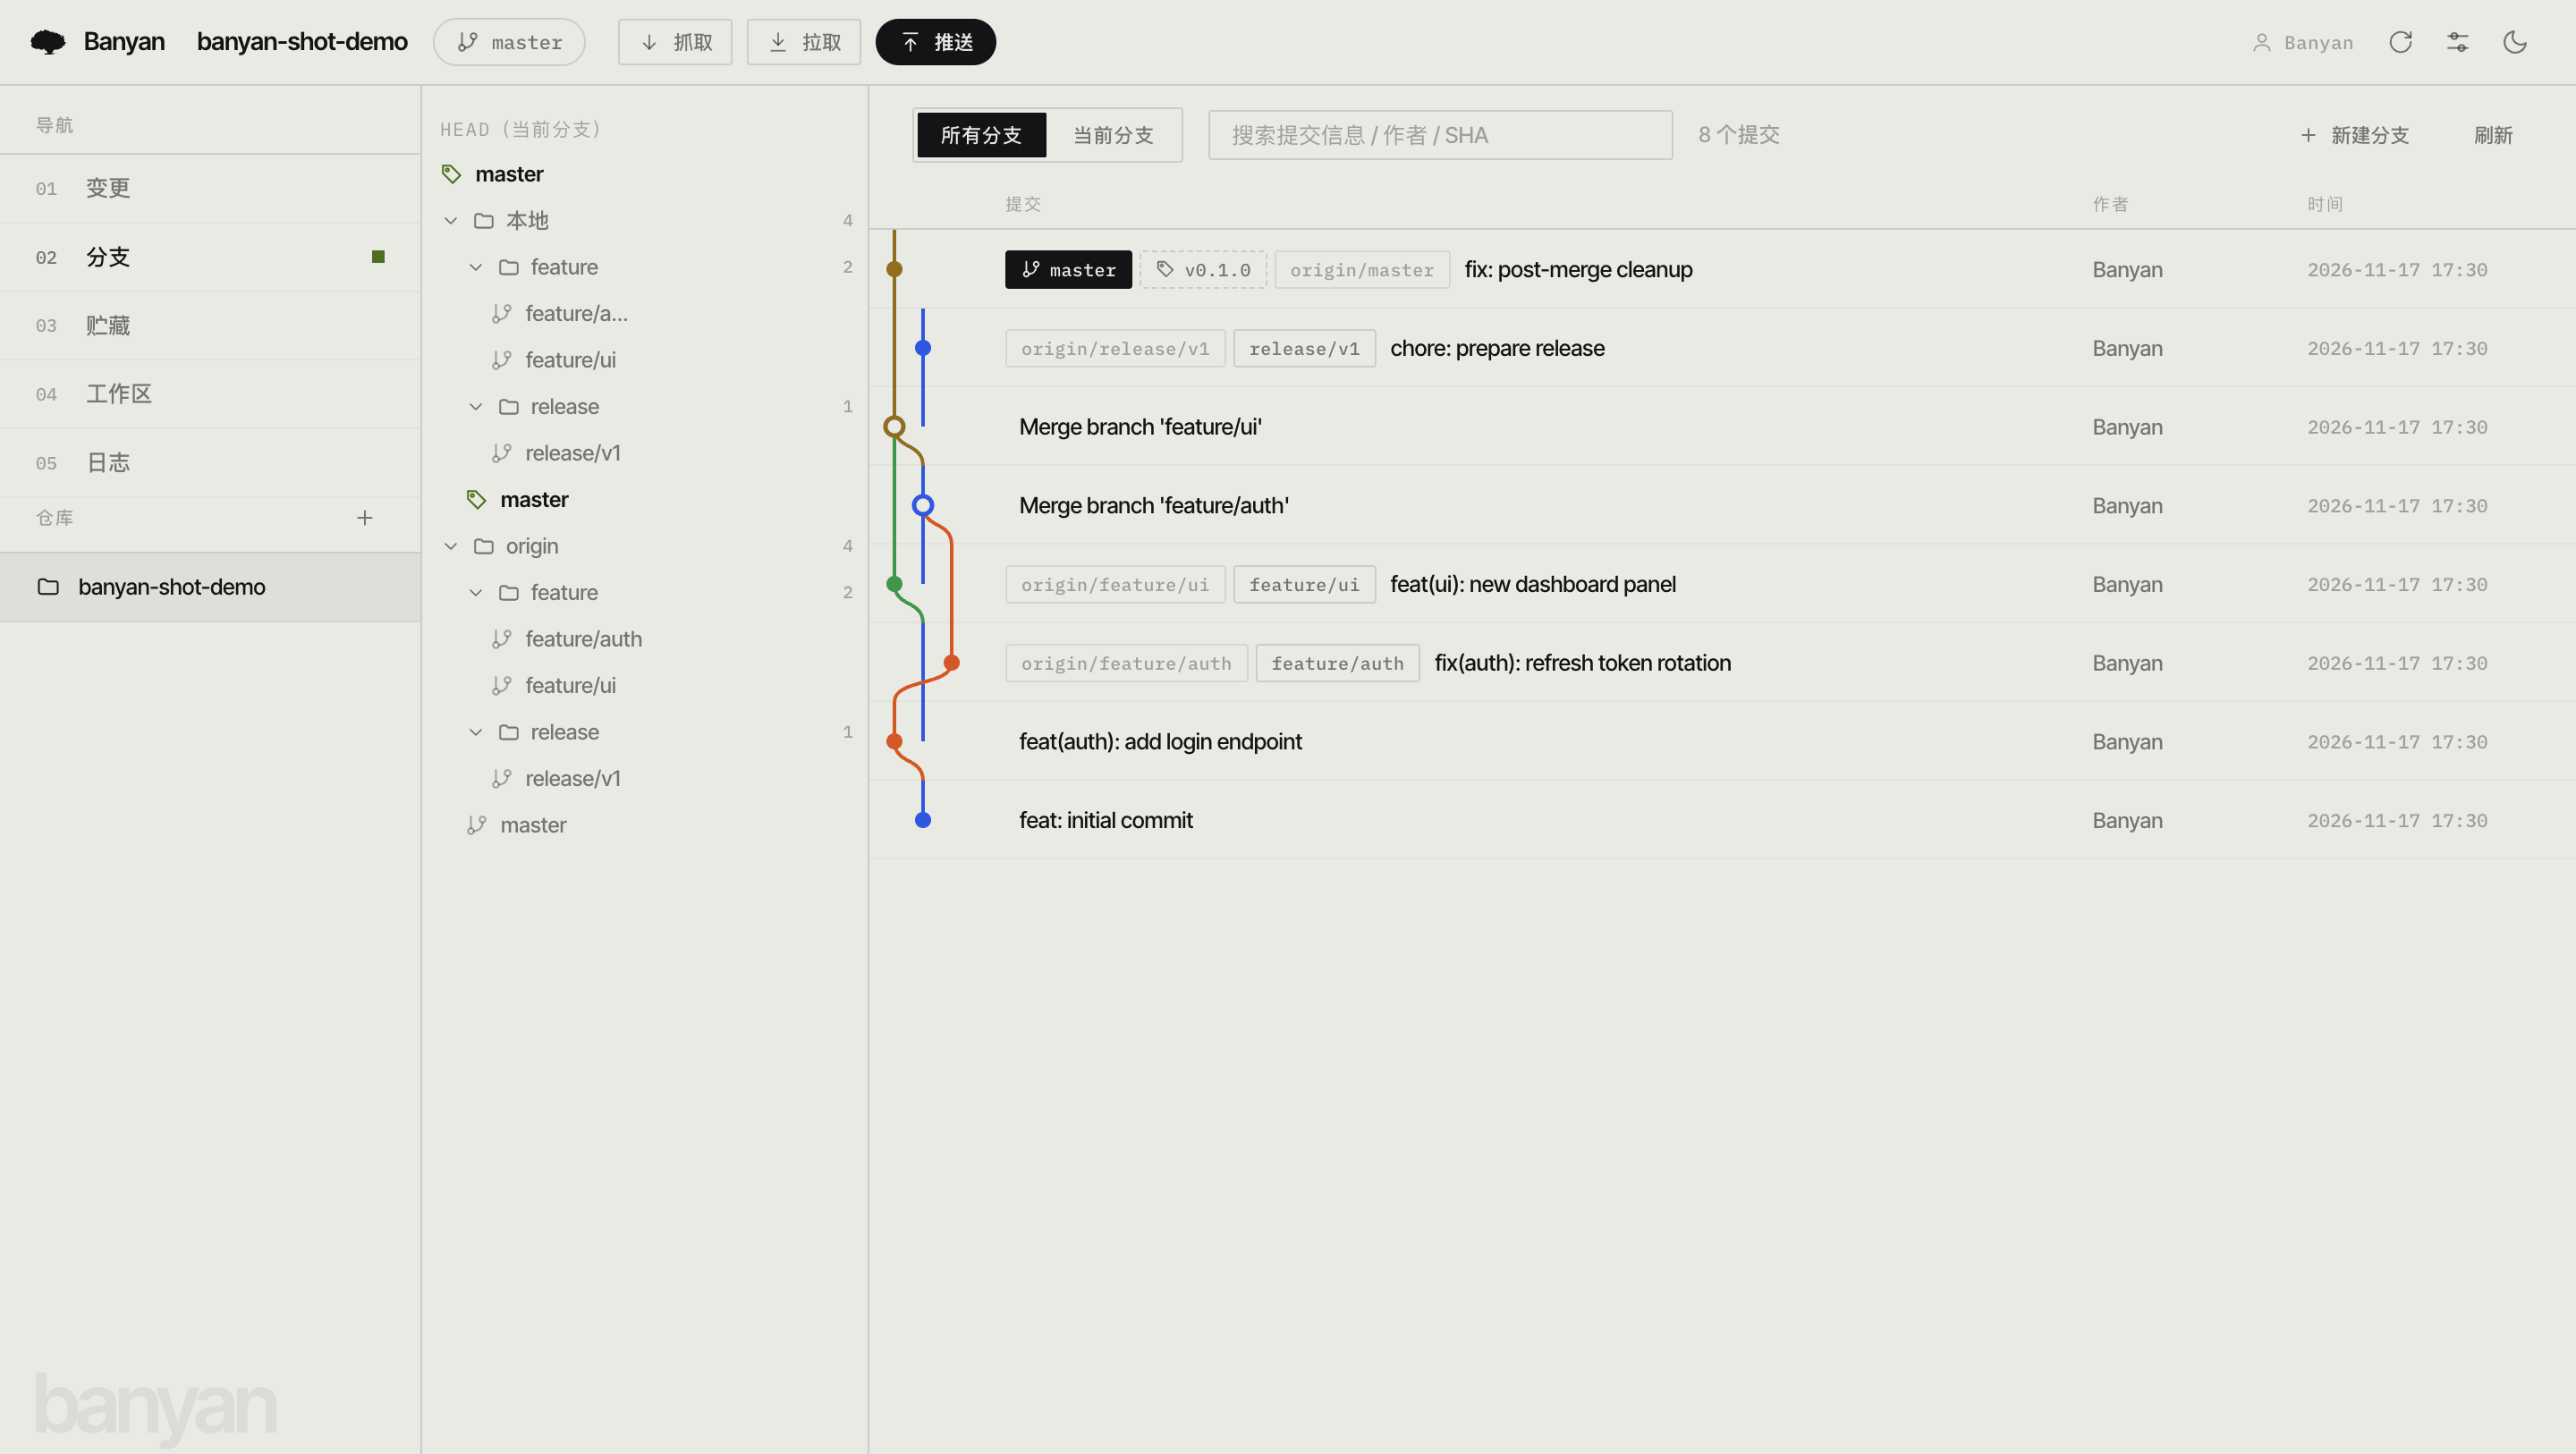 Banyan banyan-shot-demo master 抓取 拉取 推送 Banyan
导航
01 变更
02 分支
03 贮藏
04 工作区
05 日志
仓库
banyan-shot-demo
banyan
HEAD（当前分支）
master
本地 4
feature 2
feature/a...
feature/ui
release 1
release/v1
master
origin 4
feature 2
feature/auth
feature/ui
release 1
release/v1
master
所有分支 当前分支 搜索提交信息 / 作者 / SHA 8 个提交 新建分支 刷新
提交 作者 时间
master v0.1.0 origin/master fix: post-merge cleanup Banyan 2026-11-17 17:30
origin/release/v1 release/v1 chore: prepare release Banyan 2026-11-17 17:30
Merge branch 'feature/ui' Banyan 2026-11-17 17:30
Merge branch 'feature/auth' Banyan 2026-11-17 17:30
origin/feature/ui feature/ui feat(ui): new dashboard panel Banyan 2026-11-17 17:30
origin/feature/auth feature/auth fix(auth): refresh token rotation Banyan 2026-11-17 17:30
feat(auth): add login endpoint Banyan 2026-11-17 17:30
feat: initial commit Banyan 2026-11-17 17:30